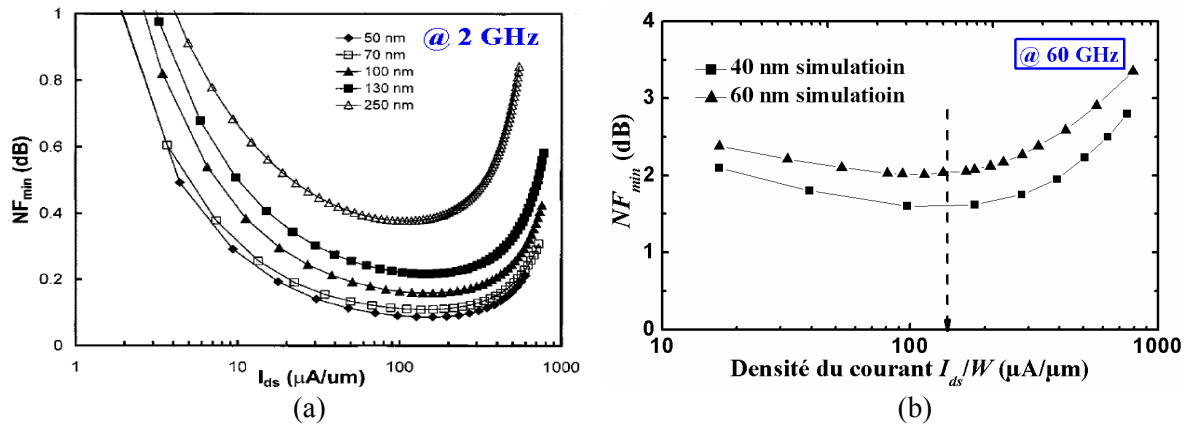 @ 2 GHz
50 nm
70 nm
100 nm
130 nm
250 nm
NFmin (dB)
1
0.8
0.6
0.4
0.2
0
1
10
100
1000
Ids (μA/um)
(a)
@ 60 GHz
40 nm simulatioin
60 nm simulatioin
NFmin (dB)
4
3
2
1
0
10
100
1000
Densité du courant Ids/W (μA/μm)
(b)